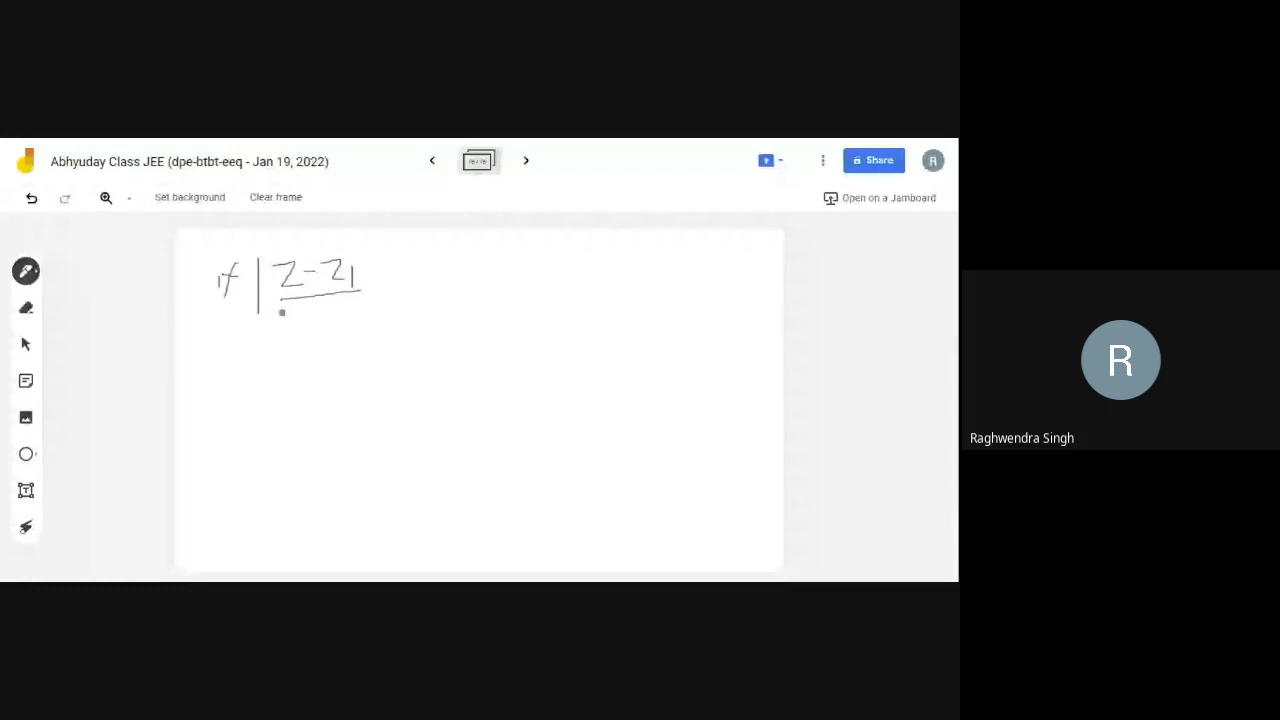 Abhyuday Class JEE (dpe-btbt-eeq - Jan 19, 2022)
Share
R
Set background
Clear frame
Open on a Jamboard
if | z-z1
R
Raghwendra Singh